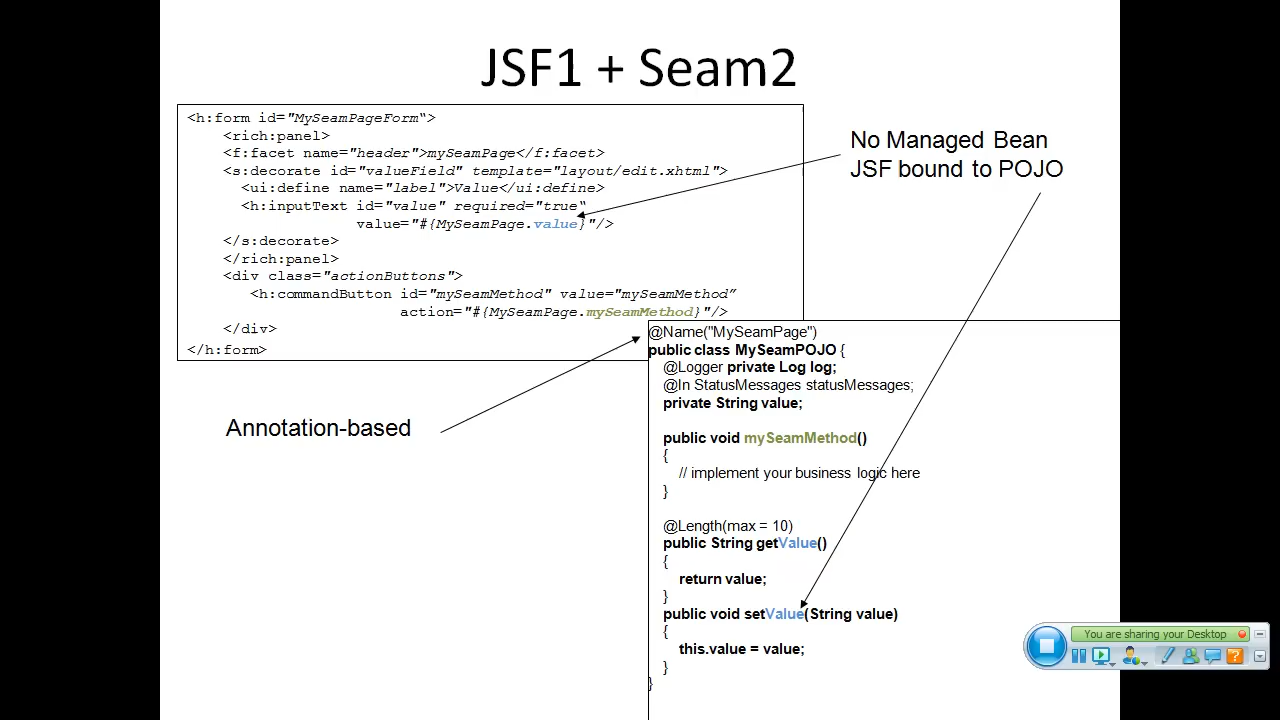 JSF1 + Seam2
<h:form id="MySeamPageForm“>
<rich:panel>
<f:facet name="header">mySeamPage</f:facet>
<s:decorate id="valueField" template="layout/edit.xhtml">
<ui:define name="label">Value</ui:define>
<h:inputText id="value" required="true“
value="#{MySeamPage.value}"/>
</s:decorate>
</rich:panel>
<div class="actionButtons">
<h:commandButton id="mySeamMethod" value="mySeamMethod”
action="#{MySeamPage.mySeamMethod}"/>
</div>
</h:form>
No Managed Bean
JSF bound to POJO
Annotation-based
@Name("MySeamPage")
public class MySeamPOJO {
@Logger private Log log;
@In StatusMessages statusMessages;
private String value;
public void mySeamMethod()
{
// implement your business logic here
}
@Length(max = 10)
public String getValue()
{
return value;
}
public void setValue(String value)
{
this.value = value;
}
}
You are sharing your Desktop